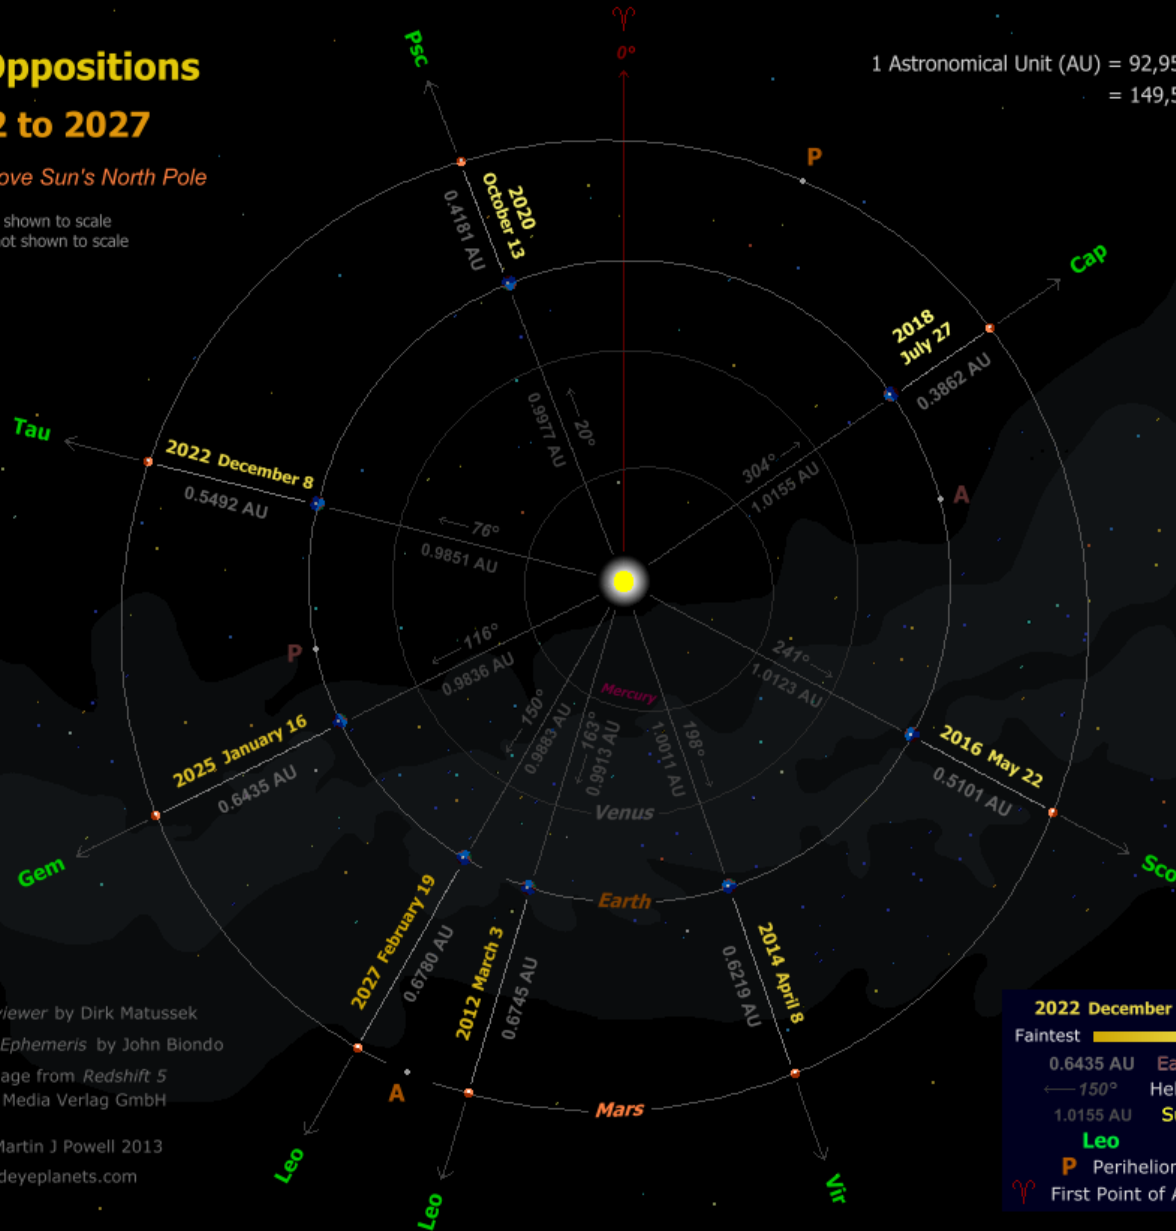 Oppositions
2 to 2027
ove Sun's North Pole
shown to scale
ot shown to scale
♈
0°
1 Astronomical Unit (AU) = 92,95
= 149,5
Psc
P
Cap
2020
October 13
0.4181 AU
2018
July 27
0.3862 AU
Tau
2022 December 8
0.5492 AU
20°
0.9977 AU
304°
1.0155 AU
A
76°
0.9851 AU
P
116°
0.9836 AU
241°
1.0123 AU
Mercury
150°
0.9883 AU
163°
0.9913 AU
198°
1.0011 AU
2025 January 16
0.6435 AU
2016 May 22
0.5101 AU
Venus
Gem
Sco
Earth
2027 February 19
0.6780 AU
2012 March 3
0.6745 AU
2014 April 8
0.6219 AU
A
Mars
Leo
Leo
Vir
viewer by Dirk Matussek
Ephemeris by John Biondo
age from Redshift 5
Media Verlag GmbH
Martin J Powell 2013
deyeplanets.com
2022 December
Faintest
0.6435 AU Ea
150° Hel
1.0155 AU Su
Leo
P Perihelion
♈ First Point of A